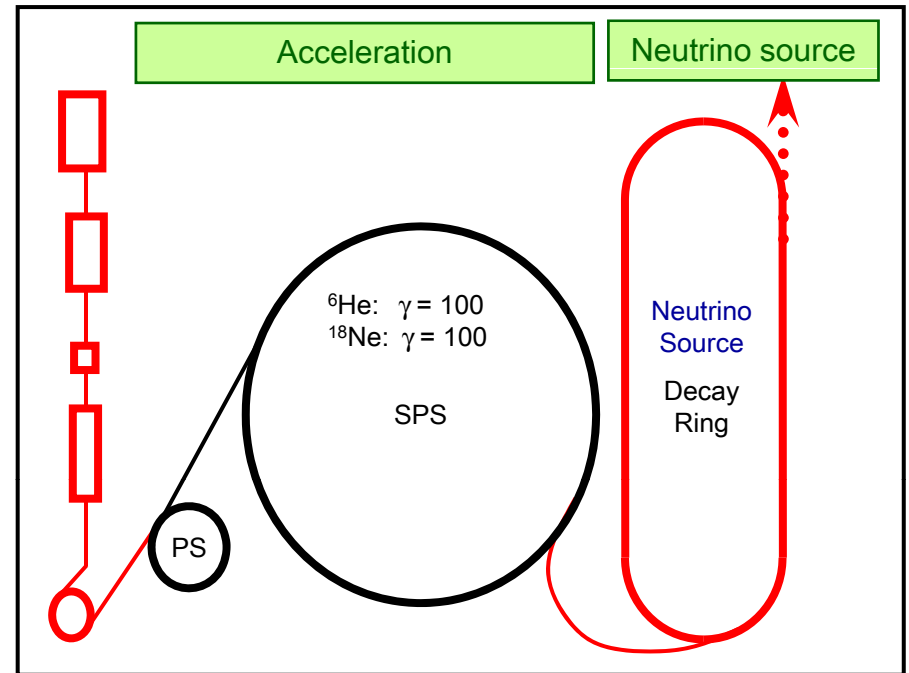 Acceleration
Neutrino source
⁶He: γ = 100
¹⁸Ne: γ = 100
SPS
PS
Neutrino
Source
Decay
Ring